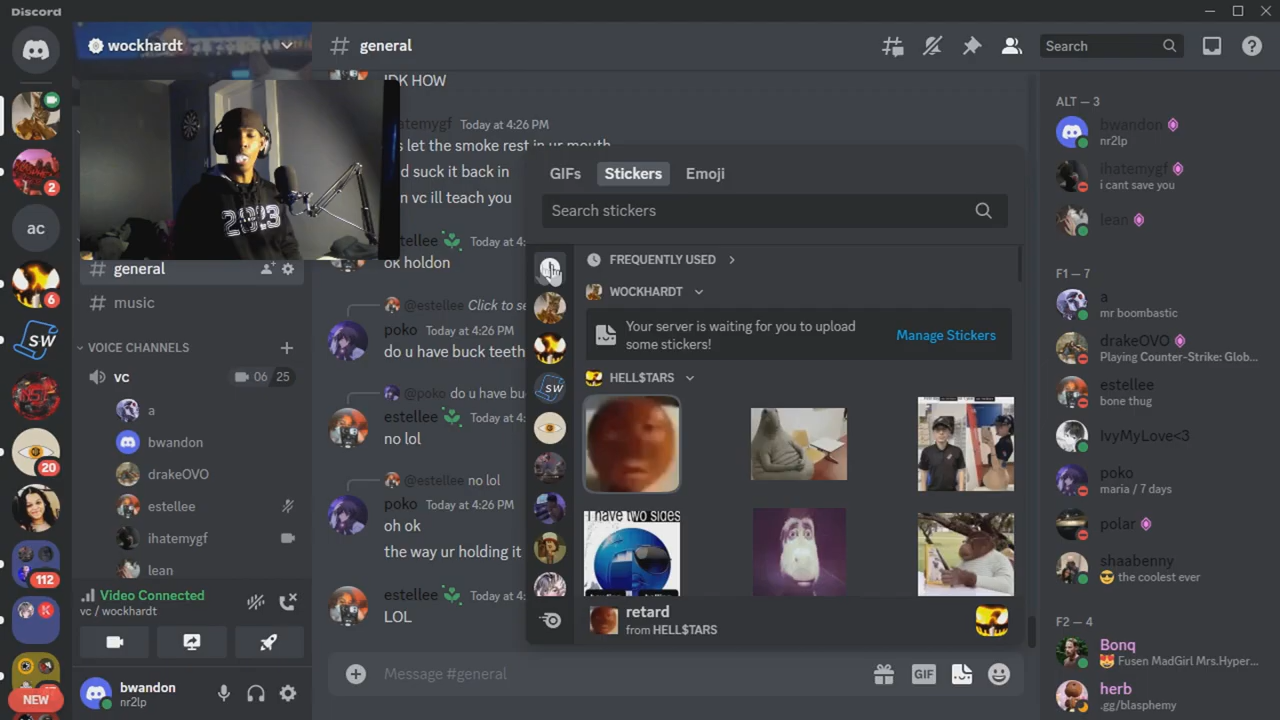 Discord
wockhardt
general
Search
IDK HOW
Today at 4:26 PM
let the smoke rest in ur mouth
suck it back in
vc ill teach you
Today at 4:
ok holdon
@estellee Click to se
poko Today at 4:26 PM
do u have buck teeth
@poko do u have bu
estellee Today at 4:
no lol
@estellee no lol
poko Today at 4:26 PM
oh ok
the way ur holding it
estellee Today at 4:
LOL
Message #general
GIF
2
ac
6
SW
20
112
NEW
2023
general
music
VOICE CHANNELS
vc
06 25
a
bwandon
drakeOVO
estellee
ihatemygf
lean
Video Connected
vc / wockhardt
bwandon
nr2lp
GIFs Stickers Emoji
Search stickers
FREQUENTLY USED
WOCKHARDT
Your server is waiting for you to upload
some stickers!
Manage Stickers
HELL$TARS
SW
I have two sides
retard
from HELL$TARS
ALT — 3
bwandon
nr2lp
ihatemygf
i cant save you
lean
F1 — 7
a
mr boombastic
drakeOVO
Playing Counter-Strike: Glob...
estellee
bone thug
IvyMyLove<3
poko
maria / 7 days
polar
shaabenny
the coolest ever
F2 — 4
Bonq
Fusen MadGirl Mrs.Hyper...
herb
.gg/blasphemy